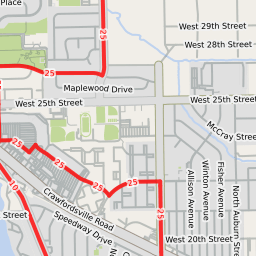 Place
25
West 29th Street
West 28th Street
25
25
Maplewood Drive
West 25th Street
West 25th Street
McCray Street
25
25
25
25
25
10
Crawfordsville Road
Speedway Drive
Street
Allison Avenue
Winton Avenue
Fisher Avenue
North Auburn Street
West 20th Street